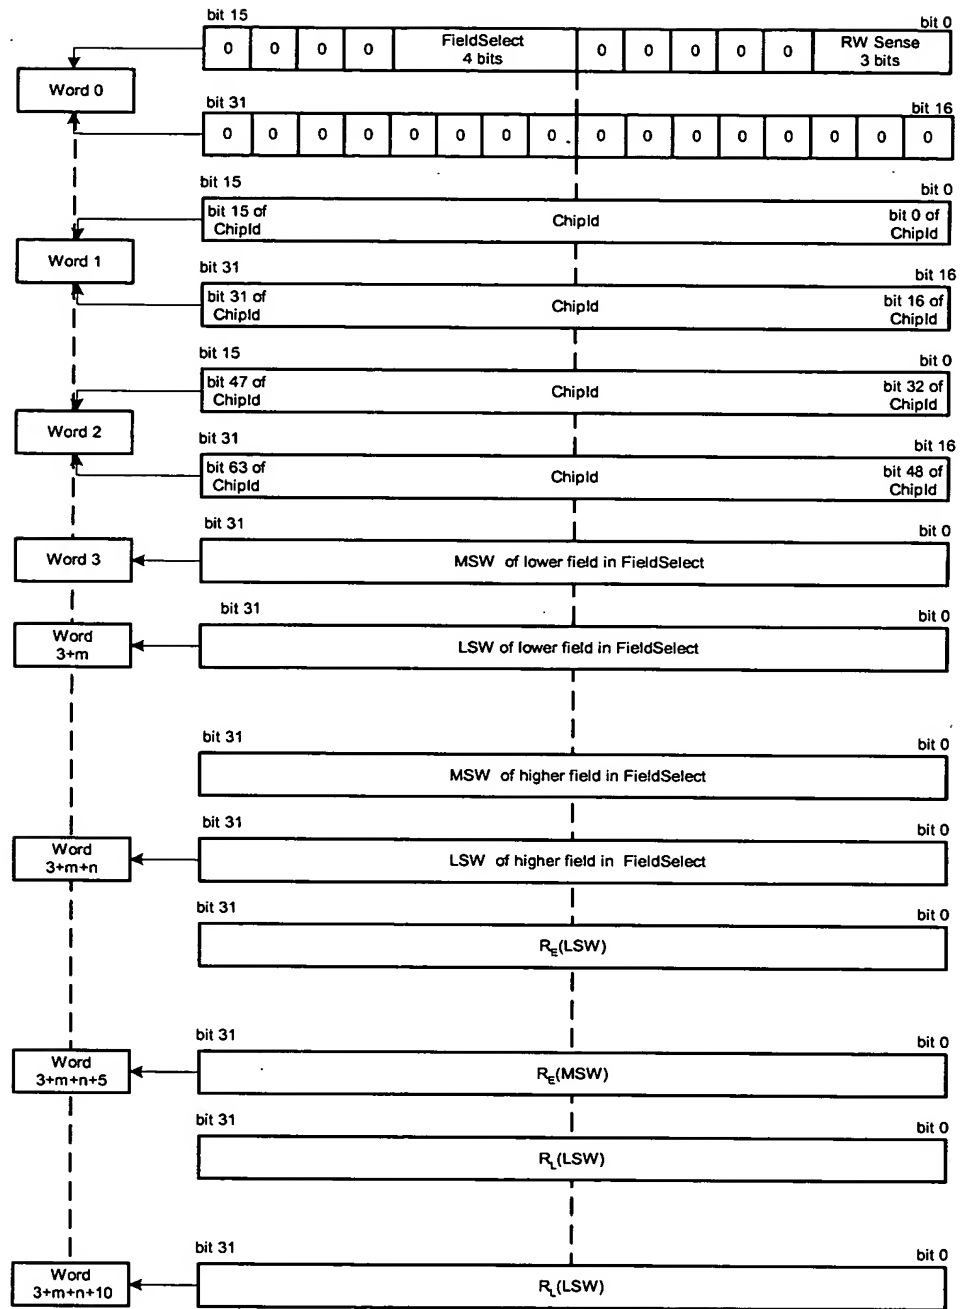 bit 15 bit 0
0 0 0 0 FieldSelect 4 bits 0 0 0 0 0 RW Sense 3 bits
Word 0
bit 31 bit 16
0 0 0 0 0 0 0 0 0 0 0 0 0 0 0 0
bit 15 bit 0
bit 15 of ChipId ChipId bit 0 of ChipId
Word 1
bit 31 bit 16
bit 31 of ChipId ChipId bit 16 of ChipId
bit 15 bit 0
bit 47 of ChipId ChipId bit 32 of ChipId
Word 2
bit 31 bit 16
bit 63 of ChipId ChipId bit 48 of ChipId
bit 31 bit 0
Word 3 MSW of lower field in FieldSelect
bit 31 bit 0
Word 3+m LSW of lower field in FieldSelect
bit 31 bit 0
MSW of higher field in FieldSelect
bit 31 bit 0
Word 3+m+n LSW of higher field in FieldSelect
bit 31 bit 0
RE(LSW)
bit 31 bit 0
Word 3+m+n+5 RE(MSW)
bit 31 bit 0
RL(LSW)
bit 31 bit 0
Word 3+m+n+10 RL(LSW)